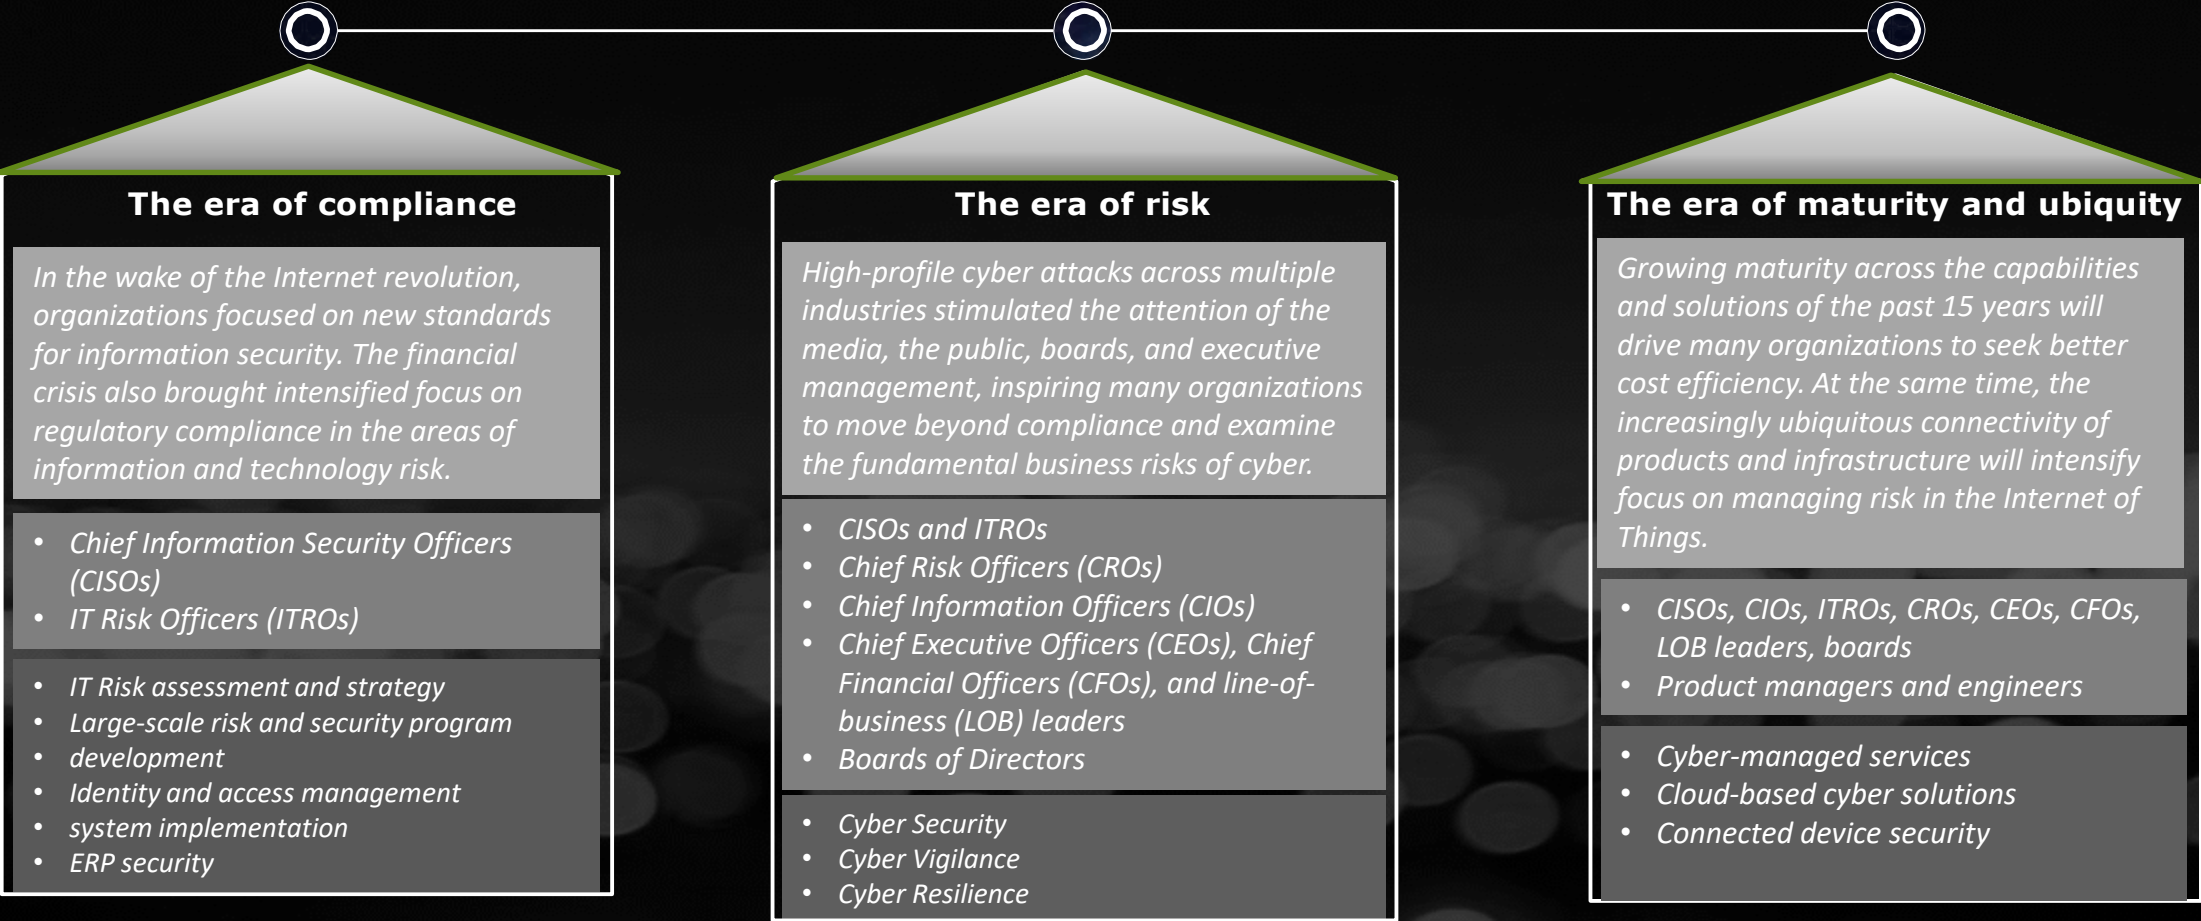 The era of compliance
In the wake of the Internet revolution,
organizations focused on new standards
for information security. The financial
crisis also brought intensified focus on
regulatory compliance in the areas of
information and technology risk.
• Chief Information Security Officers
(CISOs)
• IT Risk Officers (ITROs)
• IT Risk assessment and strategy
• Large-scale risk and security program
• development
• Identity and access management
• system implementation
• ERP security
The era of risk
High-profile cyber attacks across multiple
industries stimulated the attention of the
media, the public, boards, and executive
management, inspiring many organizations
to move beyond compliance and examine
the fundamental business risks of cyber.
• CISOs and ITROs
• Chief Risk Officers (CROs)
• Chief Information Officers (CIOs)
• Chief Executive Officers (CEOs), Chief
Financial Officers (CFOs), and line-of-
business (LOB) leaders
• Boards of Directors
• Cyber Security
• Cyber Vigilance
• Cyber Resilience
The era of maturity and ubiquity
Growing maturity across the capabilities
and solutions of the past 15 years will
drive many organizations to seek better
cost efficiency. At the same time, the
increasingly ubiquitous connectivity of
products and infrastructure will intensify
focus on managing risk in the Internet of
Things.
• CISOs, CIOs, ITROs, CROs, CEOs, CFOs,
LOB leaders, boards
• Product managers and engineers
• Cyber-managed services
• Cloud-based cyber solutions
• Connected device security